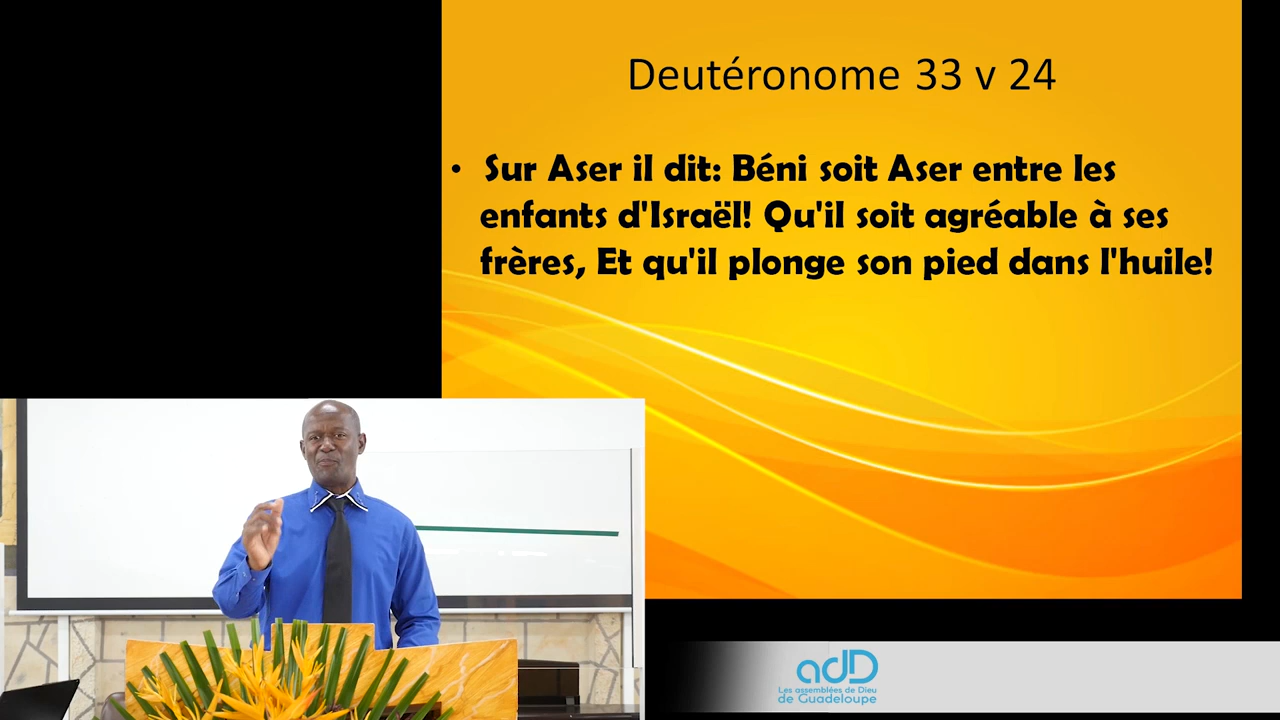 Deutéronome 33 v 24
• Sur Aser il dit: Béni soit Aser entre les
enfants d'Israël! Qu'il soit agréable à ses
frères, Et qu'il plonge son pied dans l'huile!
adD
Les assemblées de Dieu
de Guadeloupe